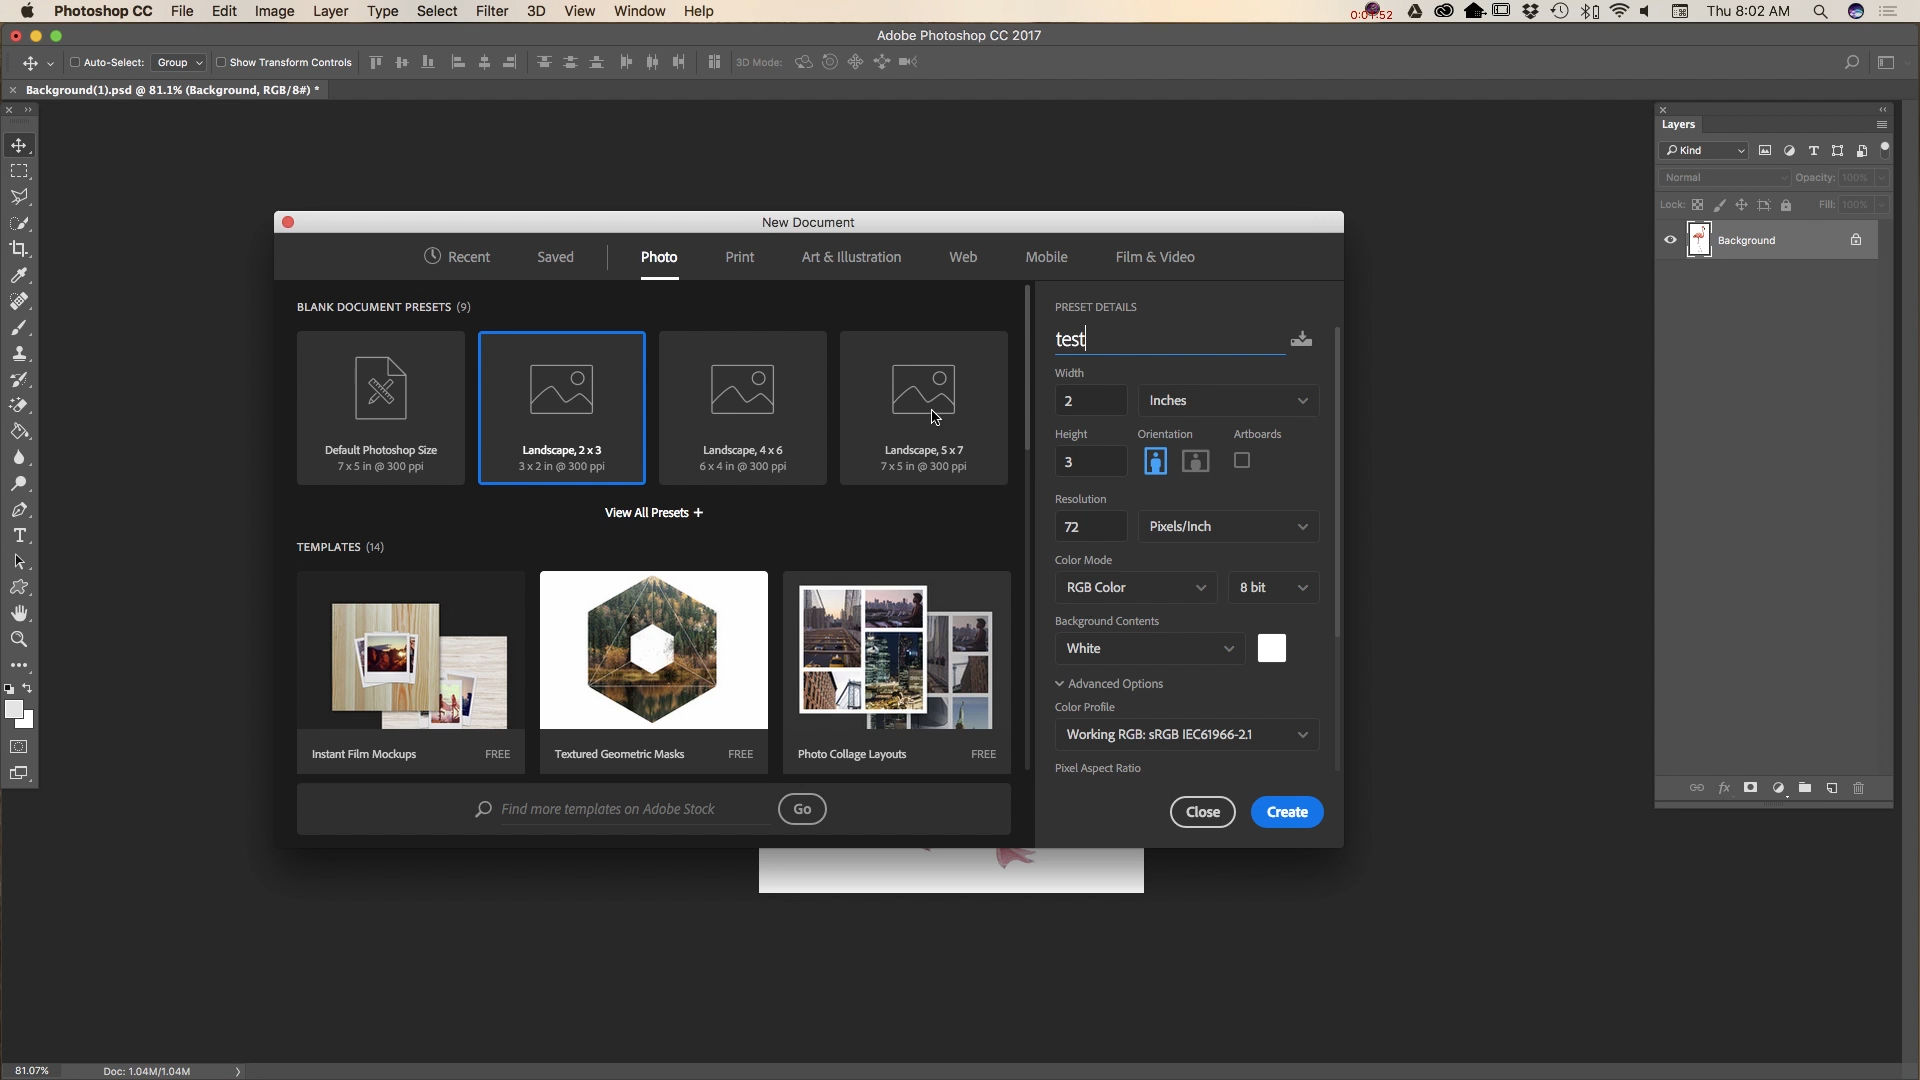 Photoshop CC File Edit Image Layer Type Select Filter 3D View Window Help Thu 8:02 AM
Adobe Photoshop CC 2017
Auto-Select: Group Show Transform Controls 3D Mode:
Background(1).psd @ 81.1% (Background, RGB/8#) *
Layers
Kind
Normal Opacity: 100%
Lock: Fill: 100%
Background
New Document
Recent Saved Photo Print Art & Illustration Web Mobile Film & Video
BLANK DOCUMENT PRESETS (9)
Default Photoshop Size
7 x 5 in @ 300 ppi
Landscape, 2 x 3
3 x 2 in @ 300 ppi
Landscape, 4 x 6
6 x 4 in @ 300 ppi
Landscape, 5 x 7
7 x 5 in @ 300 ppi
View All Presets +
TEMPLATES (14)
Instant Film Mockups FREE
Textured Geometric Masks FREE
Photo Collage Layouts FREE
Find more templates on Adobe Stock Go
PRESET DETAILS
test
Width
2 Inches
Height Orientation Artboards
3
Resolution
72 Pixels/Inch
Color Mode
RGB Color 8 bit
Background Contents
White
Advanced Options
Color Profile
Working RGB: sRGB IEC61966-2.1
Pixel Aspect Ratio
Close Create
81.07% Doc: 1.04M/1.04M